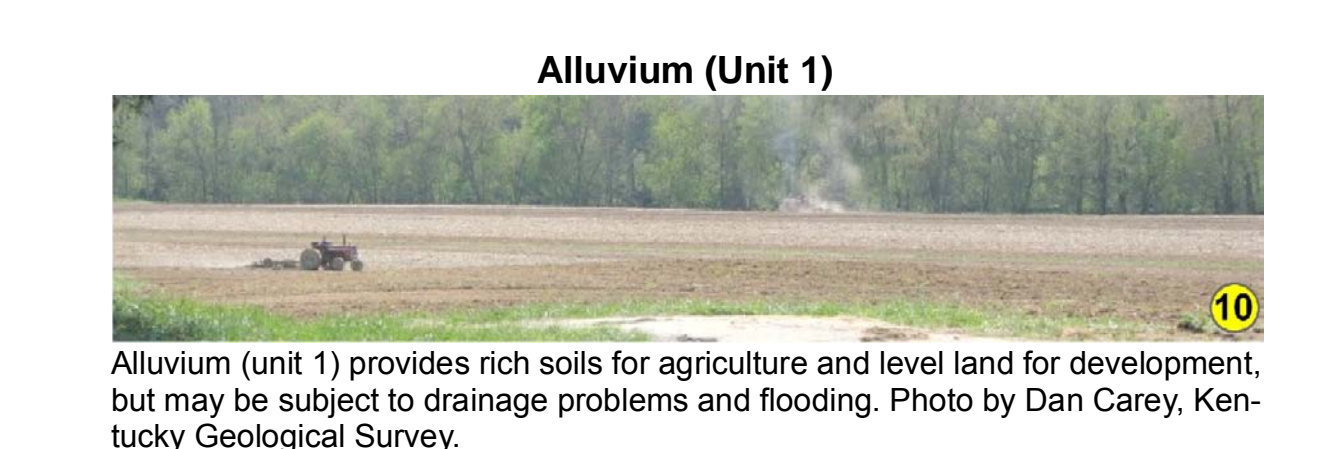 Alluvium (Unit 1)
10
Alluvium (unit 1) provides rich soils for agriculture and level land for development,
but may be subject to drainage problems and flooding. Photo by Dan Carey, Ken-
tucky Geological Survey.